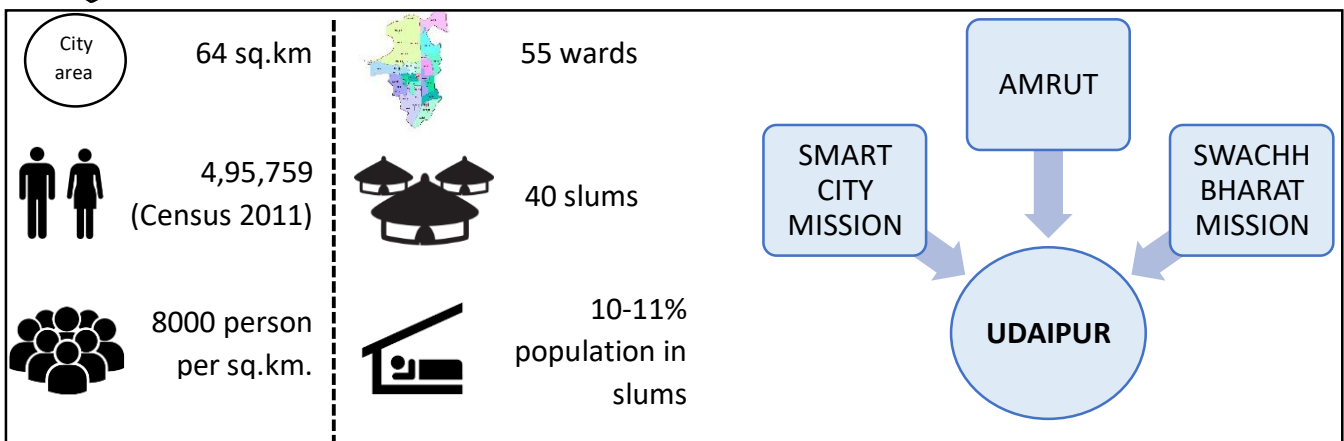 City
area
64 sq.km
55 wards
4,95,759
(Census 2011)
40 slums
8000 person
per sq.km.
10-11%
population in
slums
AMRUT
SMART
CITY
MISSION
SWACHH
BHARAT
MISSION
UDAIPUR